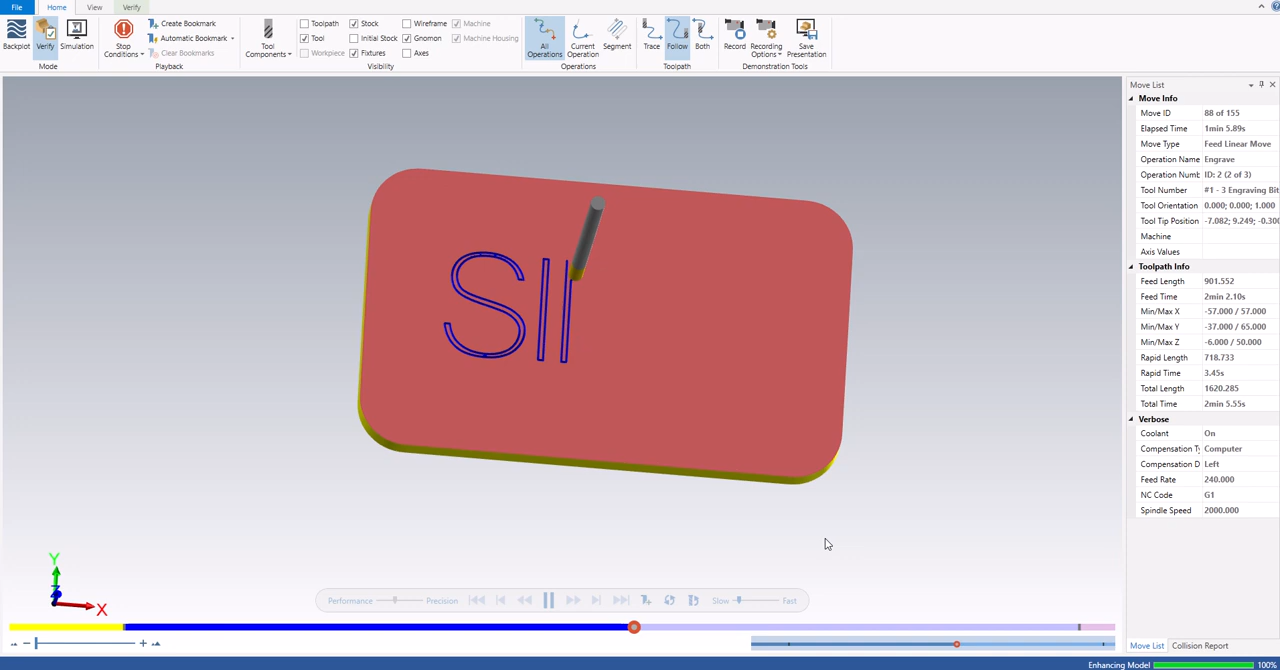 File Home View Verify
Backplot Verify Simulation
Mode
Stop Conditions
Create Bookmark
Automatic Bookmark
Clear Bookmarks
Playback
Tool Components
Toolpath Stock Wireframe Machine
Tool Initial Stock Gnomon Machine Housing
Workpiece Fixtures Axes
Visibility
All Operations Current Operation Segment
Operations
Trace Follow Both
Toolpath
Record Recording Options Save Presentation
Demonstration Tools
SII
Y
Z
X
Performance Precision Slow Fast
Move List
Move Info
Move ID 88 of 155
Elapsed Time 1min 5.89s
Move Type Feed Linear Move
Operation Name Engrave
Operation Numb ID: 2 (2 of 3)
Tool Number #1 - 3 Engraving Bit
Tool Orientation 0.000; 0.000; 1.000
Tool Tip Position -7.082; 9.249; -0.300
Machine
Axis Values
Toolpath Info
Feed Length 901.552
Feed Time 2min 2.10s
Min/Max X -57.000 / 57.000
Min/Max Y -37.000 / 65.000
Min/Max Z -6.000 / 50.000
Rapid Length 718.733
Rapid Time 3.45s
Total Length 1620.285
Total Time 2min 5.55s
Verbose
Coolant On
Compensation Ty Computer
Compensation D Left
Feed Rate 240.000
NC Code G1
Spindle Speed 2000.000
Move List Collision Report
Enhancing Model 100%